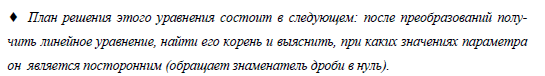 ♦ План решения этого уравнения состоит в следующем: после преобразований полу-
чить линейное уравнение, найти его корень и выяснить, при каких значениях параметра
он является посторонним (обращает знаменатель дроби в нуль).